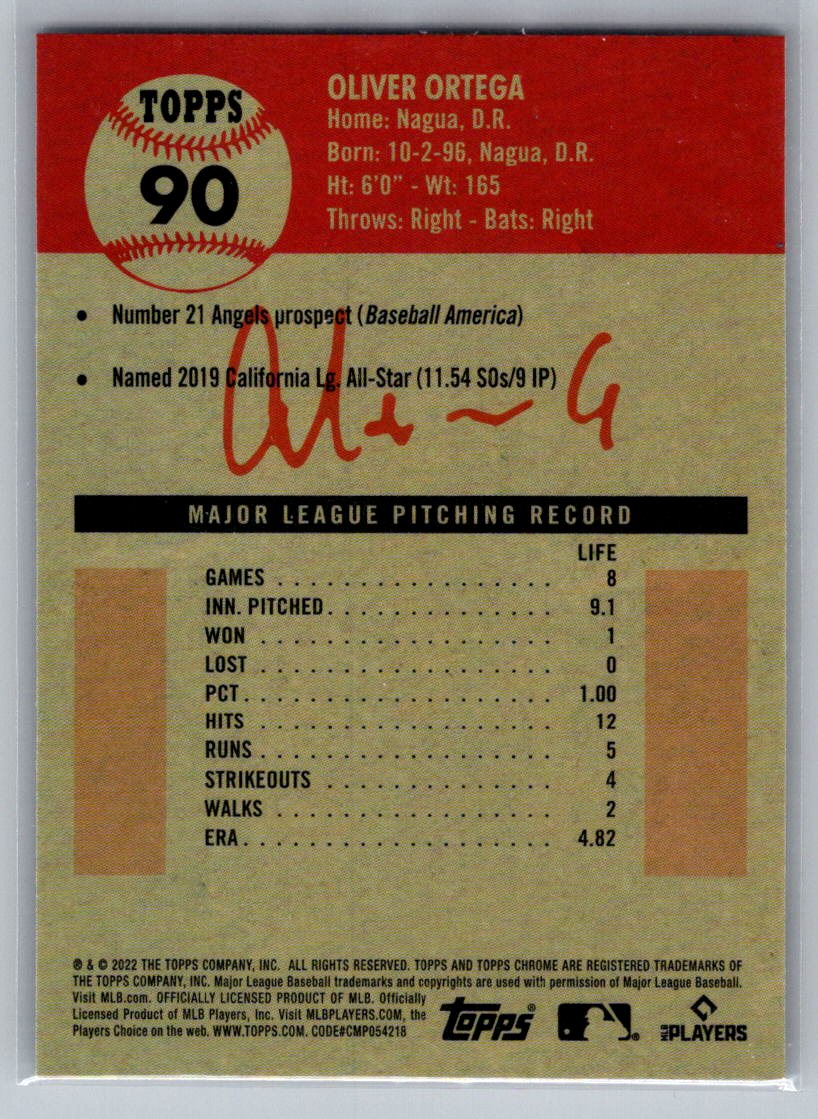 TOPPS
90
OLIVER ORTEGA
Home: Nagua, D.R.
Born: 10-2-96, Nagua, D.R.
Ht: 6'0" - Wt: 165
Throws: Right - Bats: Right
• Number 21 Angels prospect (Baseball America)
• Named 2019 California Lg. All-Star (11.54 SOs/9 IP)
MAJOR LEAGUE PITCHING RECORD
LIFE
GAMES . . . . . . . . . . . . . . . . . . 8
INN. PITCHED. . . . . . . . . . . . . . 9.1
WON . . . . . . . . . . . . . . . . . . 1
LOST . . . . . . . . . . . . . . . . . . 0
PCT. . . . . . . . . . . . . . . . . . . 1.00
HITS . . . . . . . . . . . . . . . . . . 12
RUNS . . . . . . . . . . . . . . . . . . 5
STRIKEOUTS . . . . . . . . . . . . . . 4
WALKS . . . . . . . . . . . . . . . . . 2
ERA. . . . . . . . . . . . . . . . . . . 4.82
® & © 2022 THE TOPPS COMPANY, INC. ALL RIGHTS RESERVED. TOPPS AND TOPPS CHROME ARE REGISTERED TRADEMARKS OF
THE TOPPS COMPANY, INC. Major League Baseball trademarks and copyrights are used with permission of Major League Baseball.
Visit MLB.com. OFFICIALLY LICENSED PRODUCT OF MLB. Officially
Licensed Product of MLB Players, Inc. Visit MLBPLAYERS.COM, the
Players Choice on the web. WWW.TOPPS.COM. CODE#CMP054218
topps®
MLB PLAYERS